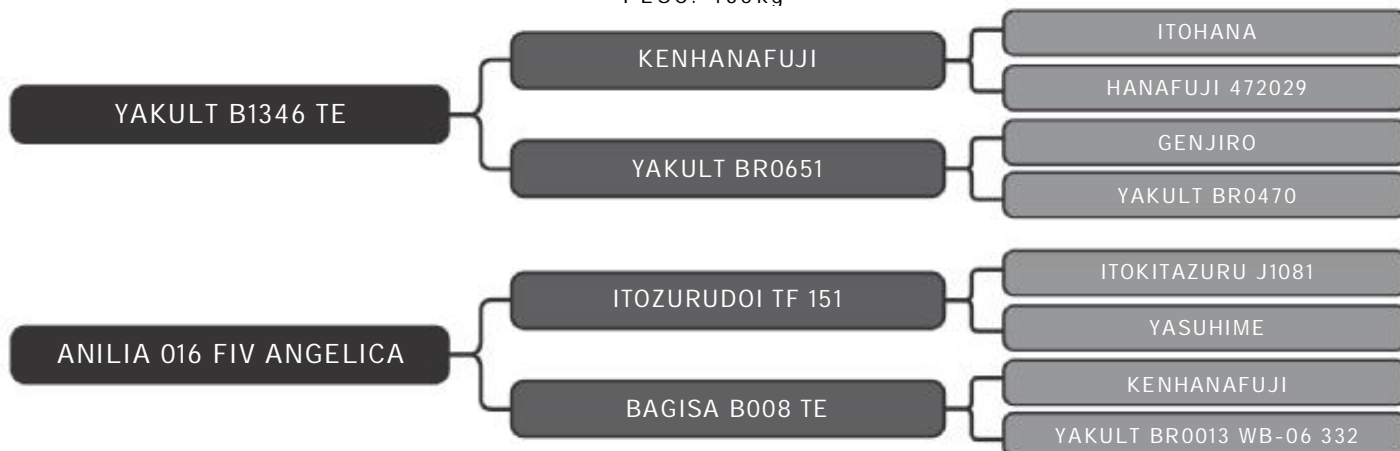 KENHANAFUJI
ITOHANA
HANAFUJI 472029
YAKULT B1346 TE
YAKULT BR0651
GENJIRO
YAKULT BR0470
ITOZURUDOI TF 151
ITOKITAZURU J1081
YASUHIME
ANILIA 016 FIV ANGELICA
BAGISA B008 TE
KENHANAFUJI
YAKULT BR0013 WB-06 332